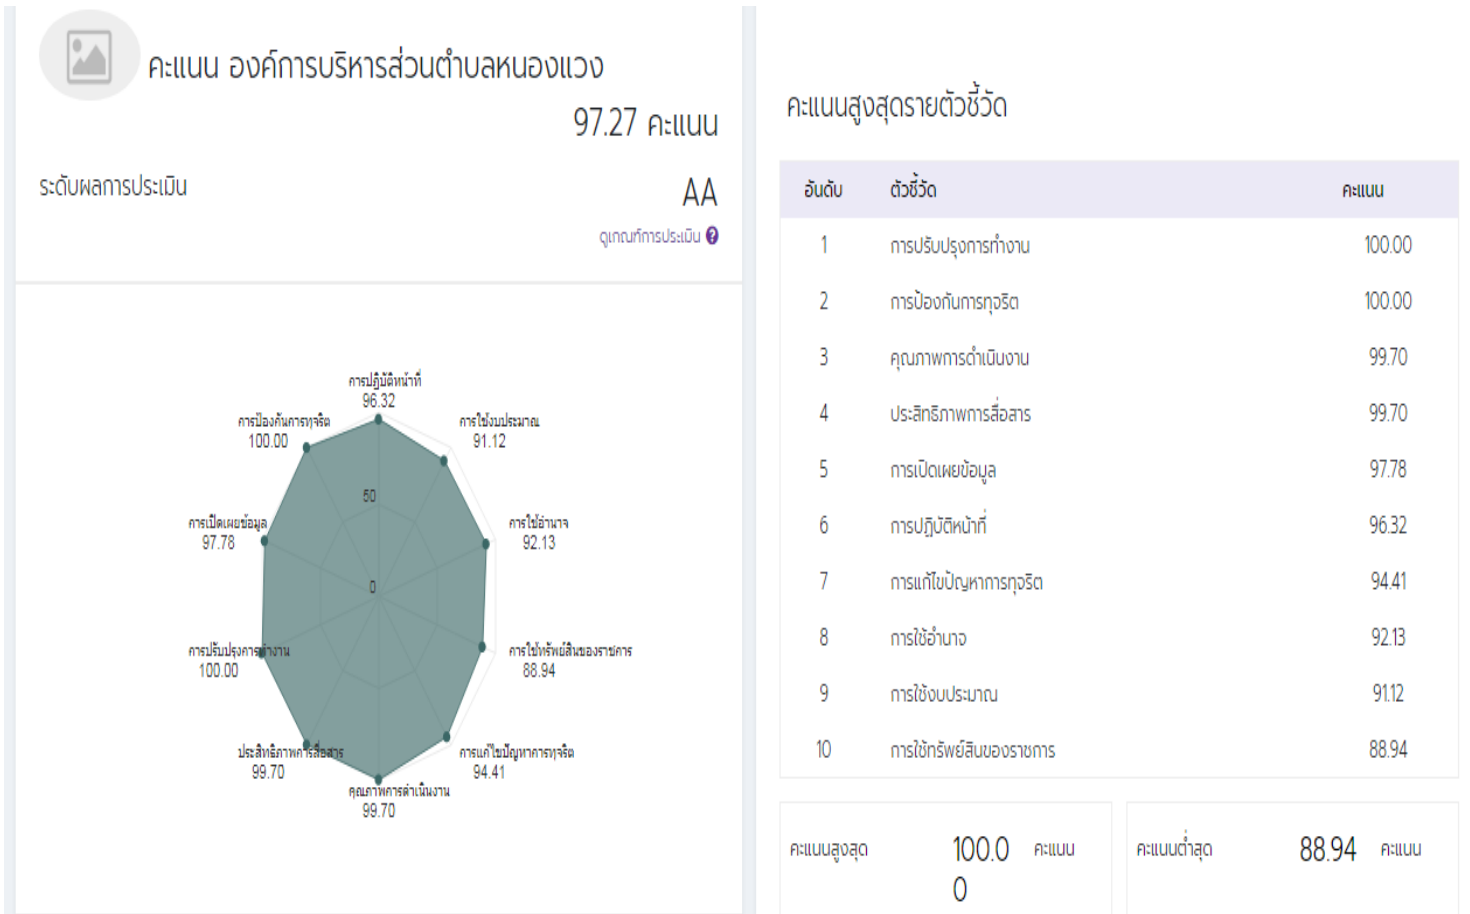 คะแนน องค์การบริหารส่วนตำบลหนองแวง
97.27 คะแนน
ระดับผลการประเมิน
AA
ดูเกณฑ์การประเมิน ?
การปฏิบัติหน้าที่
96.32
การป้องกันการทุจริต
100.00
การใช้งบประมาณ
91.12
50
การเปิดเผยข้อมูล
97.78
การใช้อำนาจ
92.13
0
การปรับปรุงการทำงาน
100.00
การใช้ทรัพย์สินของราชการ
88.94
ประสิทธิภาพการสื่อสาร
99.70
การแก้ไขปัญหาการทุจริต
94.41
คุณภาพการดำเนินงาน
99.70
คะแนนสูงสุดรายตัวชี้วัด
อันดับ ตัวชี้วัด คะแนน
1 การปรับปรุงการทำงาน 100.00
2 การป้องกันการทุจริต 100.00
3 คุณภาพการดำเนินงาน 99.70
4 ประสิทธิภาพการสื่อสาร 99.70
5 การเปิดเผยข้อมูล 97.78
6 การปฏิบัติหน้าที่ 96.32
7 การแก้ไขปัญหาการทุจริต 94.41
8 การใช้อำนาจ 92.13
9 การใช้งบประมาณ 91.12
10 การใช้ทรัพย์สินของราชการ 88.94
คะแนนสูงสุด 100.0 คะแนน
0
คะแนนต่ำสุด 88.94 คะแนน